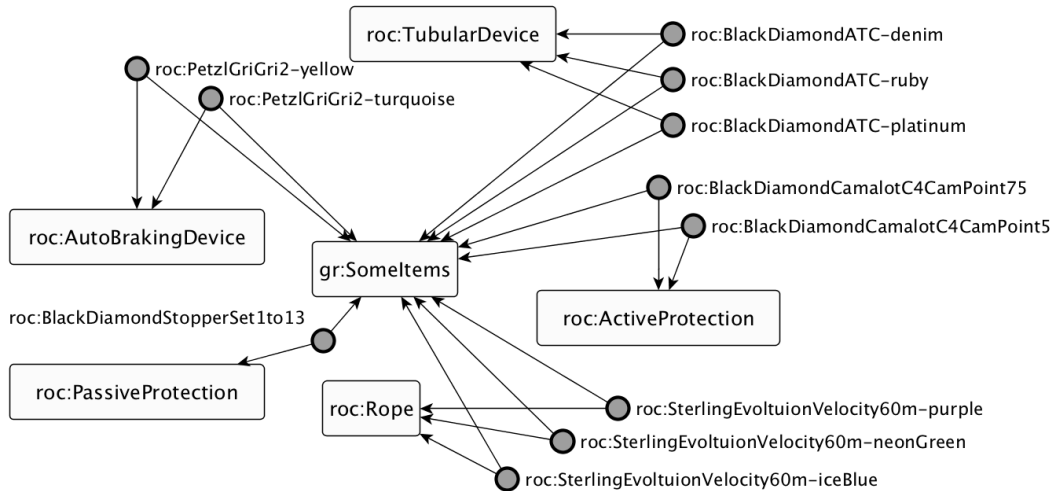 roc:TubularDevice
roc:BlackDiamondATC-denim
roc:PetzlGriGri2-yellow
roc:BlackDiamondATC-ruby
roc:PetzlGriGri2-turquoise
roc:BlackDiamondATC-platinum
roc:BlackDiamondCamalotC4CamPoint75
roc:BlackDiamondCamalotC4CamPoint5
roc:AutoBrakingDevice
gr:SomeItems
roc:BlackDiamondStopperSet1to13
roc:ActiveProtection
roc:PassiveProtection
roc:Rope
roc:SterlingEvoltuionVelocity60m-purple
roc:SterlingEvoltuionVelocity60m-neonGreen
roc:SterlingEvoltuionVelocity60m-iceBlue